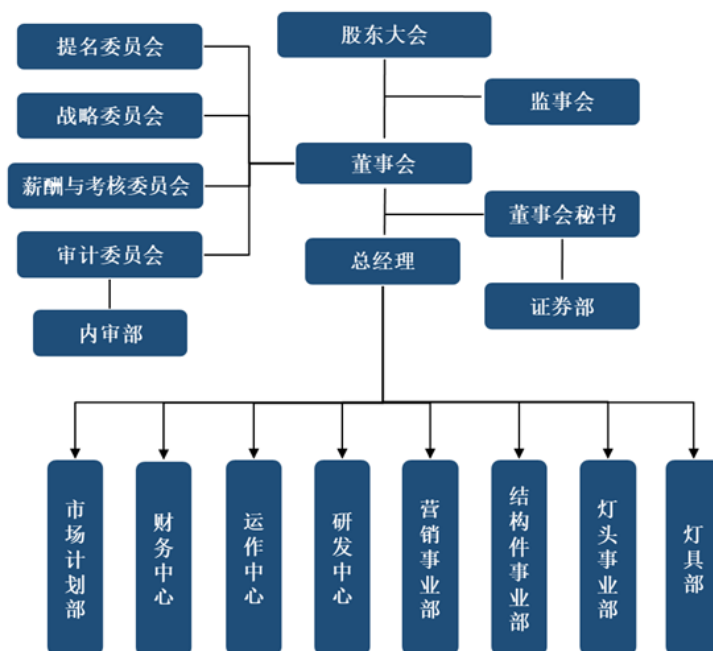 提名委员会
股东大会
战略委员会
监事会
董事会
薪酬与考核委员会
董事会秘书
审计委员会
总经理
内审部
证券部
市场计划部
财务中心
运作中心
研发中心
营销事业部
结构件事业部
灯头事业部
灯具部